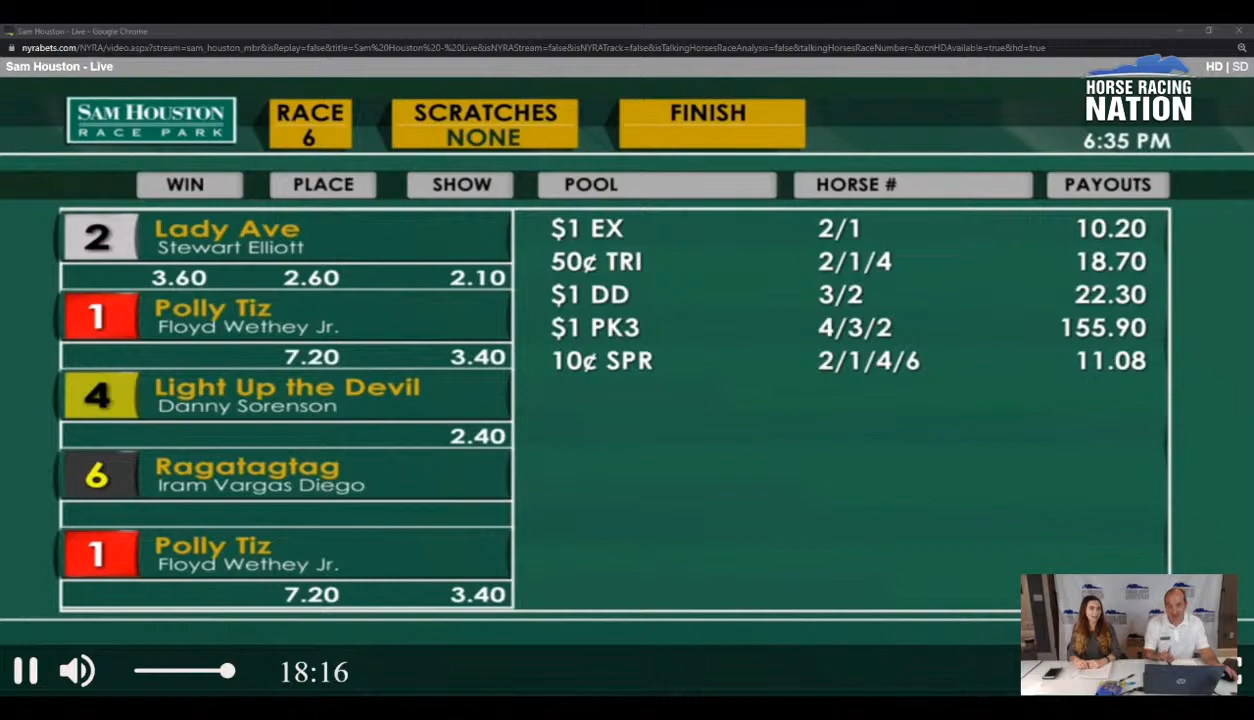 Sam Houston - Live - Google Chrome
nyrabets.com/NYRA/video.aspx?stream=sam_houston_mbr&isReplay=false&title=Sam%20Houston%20-%20Live&isNYRAStream=false&isNYRATrack=false&isTalkingHorsesRaceAnalysis=false&talkingHorsesRaceNumber=&rcnHDAvailable=true&hd=true
Sam Houston - Live
HD | SD
HORSE RACING
NATION
SAM HOUSTON
RACE PARK
RACE
6
SCRATCHES
NONE
FINISH
6:35 PM
WIN PLACE SHOW POOL HORSE # PAYOUTS
2 Lady Ave
Stewart Elliott
3.60 2.60 2.10
1 Polly Tiz
Floyd Wethey Jr.
7.20 3.40
4 Light Up the Devil
Danny Sorenson
2.40
6 Ragatagtag
Iram Vargas Diego
1 Polly Tiz
Floyd Wethey Jr.
7.20 3.40
$1 EX 2/1 10.20
50¢ TRI 2/1/4 18.70
$1 DD 3/2 22.30
$1 PK3 4/3/2 155.90
10¢ SPR 2/1/4/6 11.08
18:16